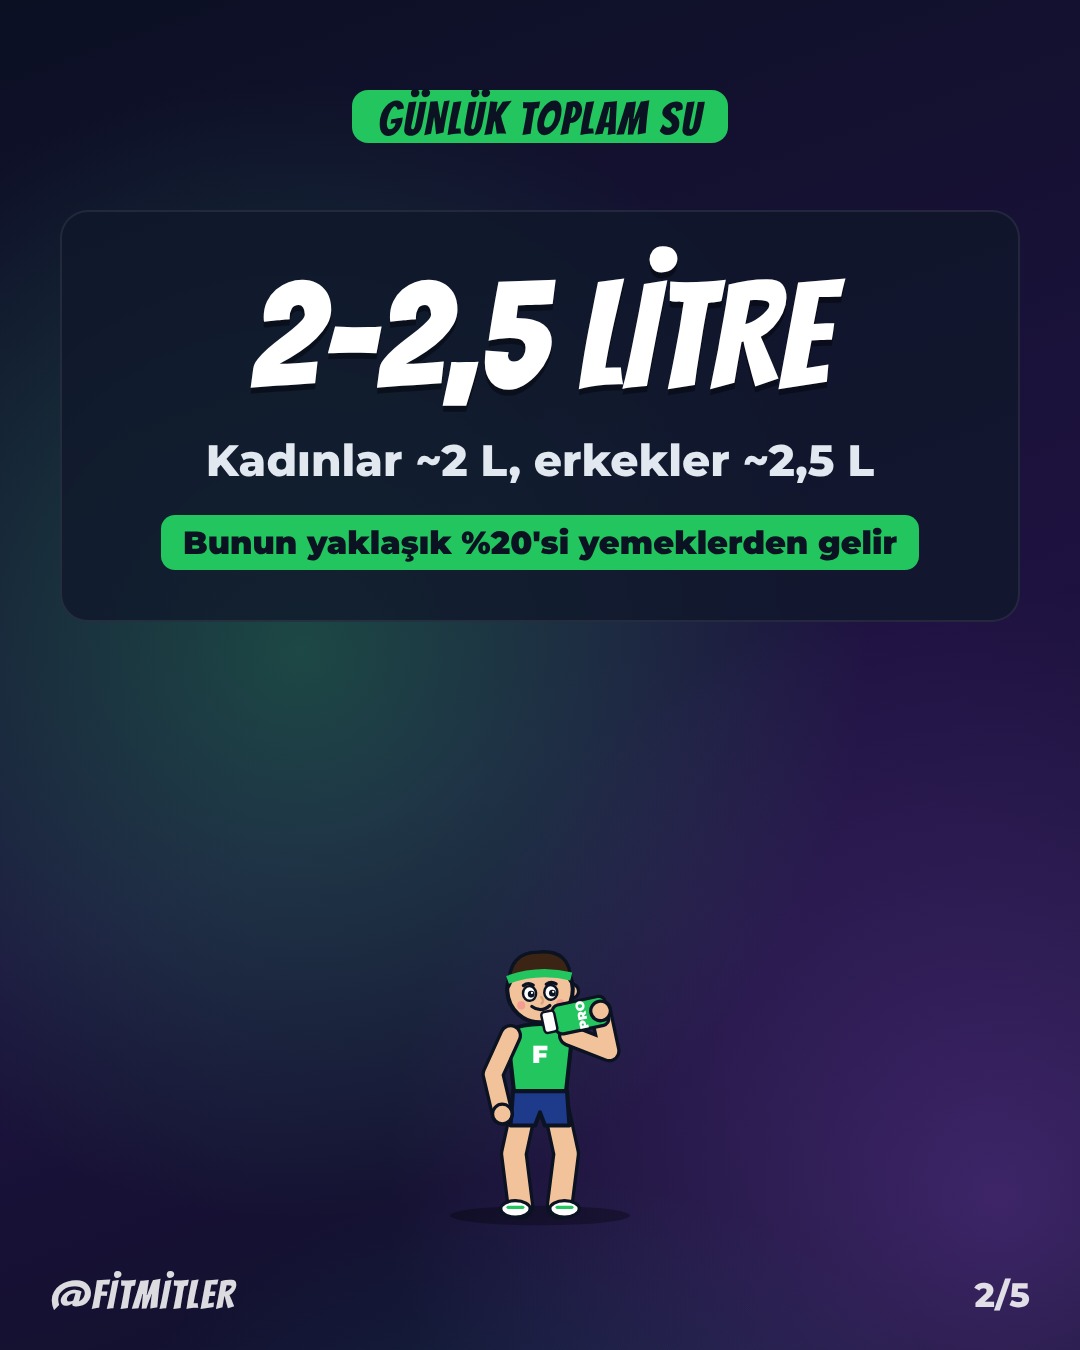 GÜNLÜK TOPLAM SU
2-2,5 LİTRE
Kadınlar ~2 L, erkekler ~2,5 L
Bunun yaklaşık %20'si yemeklerden gelir
PRO
F
@FİTMİTLER
2/5